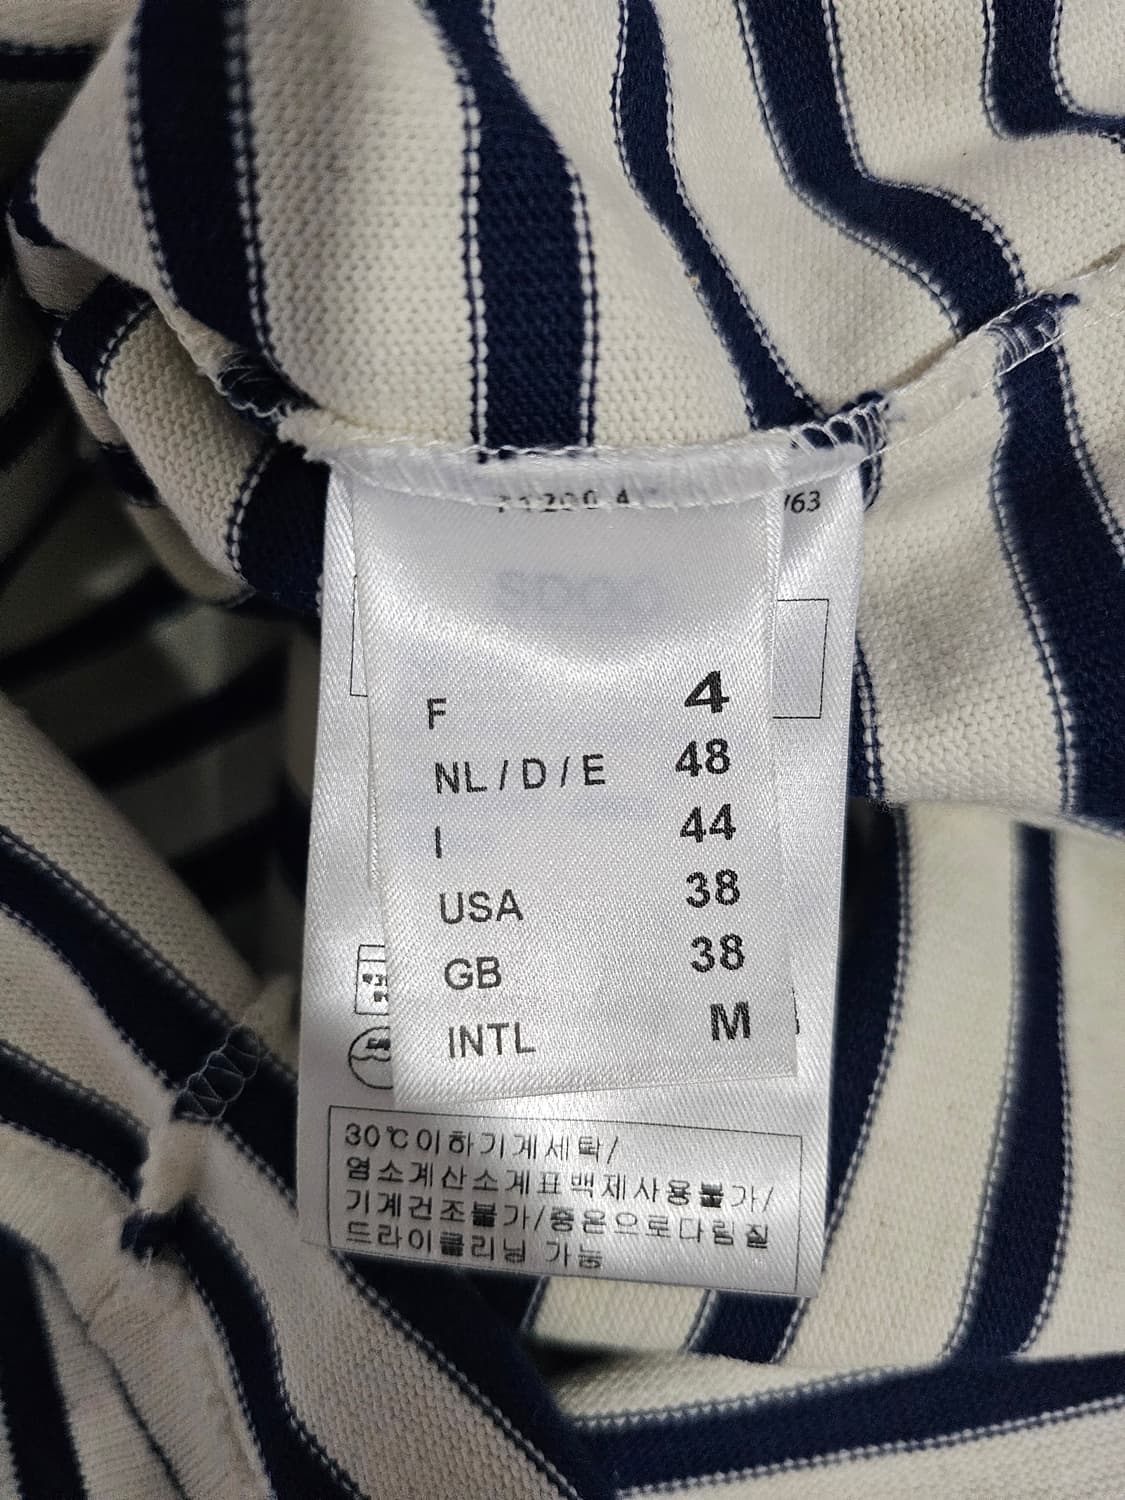 /63
F 4
NL / D / E 48
I 44
USA 38
GB 38
INTL M
30℃이하기계세탁/
염소계산소계표백제사용불가/
기계건조불가/중온으로다림질
드라이클리닝 가능